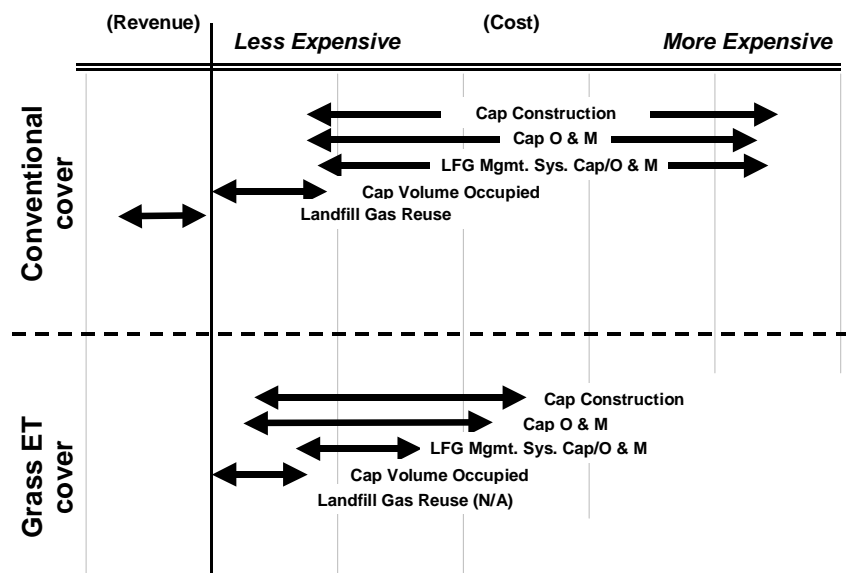 (Revenue)
(Cost)
Less Expensive
More Expensive
Conventional
cover
Cap Construction
Cap O & M
LFG Mgmt. Sys. Cap/O & M
Cap Volume Occupied
Landfill Gas Reuse
Grass ET
cover
Cap Construction
Cap O & M
LFG Mgmt. Sys. Cap/O & M
Cap Volume Occupied
Landfill Gas Reuse (N/A)